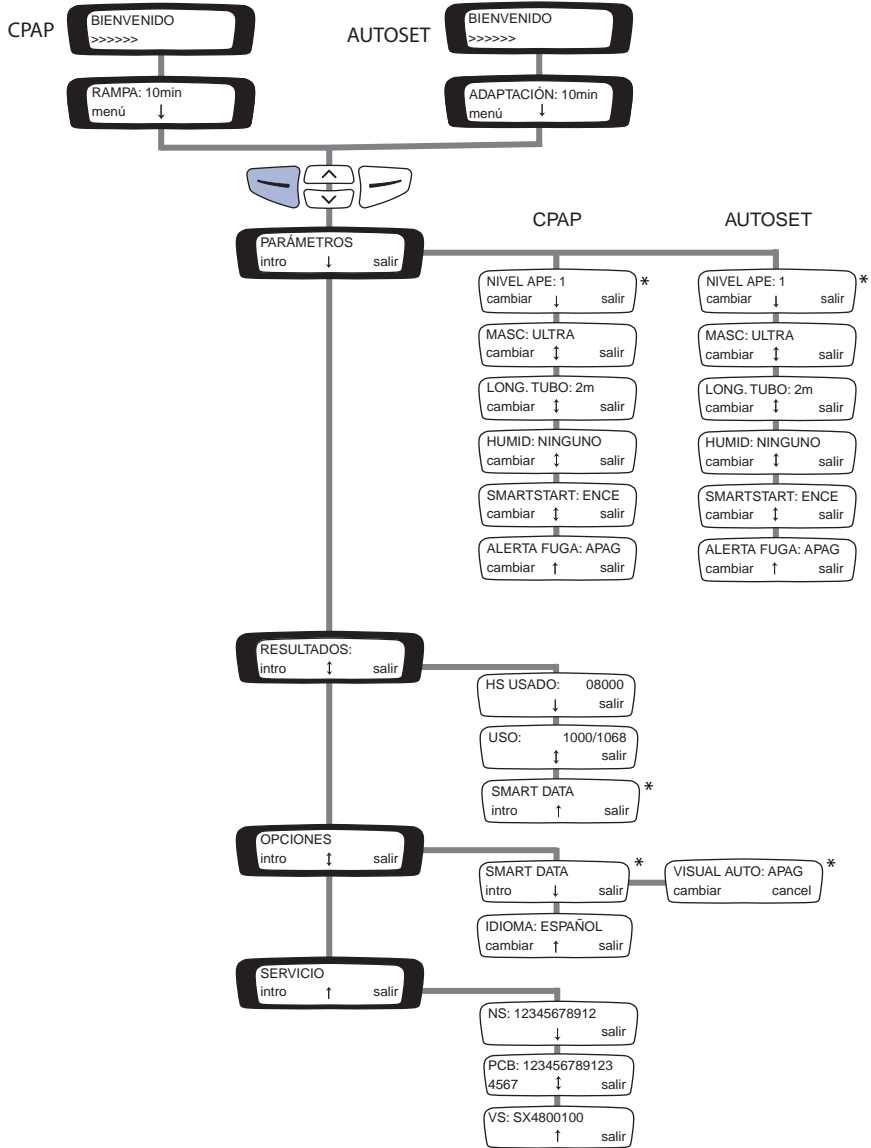 CPAP
BIENVENIDO
>>>>>>
AUTOSET
BIENVENIDO
>>>>>>
RAMPA: 10min
menú ↓
ADAPTACIÓN: 10min
menú ↓
CPAP
AUTOSET
PARÁMETROS
intro ↓ salir
NIVEL APE: 1 *
cambiar ↓ salir
MASC: ULTRA
cambiar ↕ salir
LONG. TUBO: 2m
cambiar ↕ salir
HUMID: NINGUNO
cambiar ↕ salir
SMARTSTART: ENCE
cambiar ↕ salir
ALERTA FUGA: APAG
cambiar ↑ salir
NIVEL APE: 1 *
cambiar ↓ salir
MASC: ULTRA
cambiar ↕ salir
LONG. TUBO: 2m
cambiar ↕ salir
HUMID: NINGUNO
cambiar ↕ salir
SMARTSTART: ENCE
cambiar ↕ salir
ALERTA FUGA: APAG
cambiar ↑ salir
RESULTADOS:
intro ↕ salir
HS USADO: 08000
↓ salir
USO: 1000/1068
↕ salir
SMART DATA *
intro ↑ salir
OPCIONES
intro ↕ salir
SMART DATA *
intro ↓ salir
VISUAL AUTO: APAG *
cambiar cancel
IDIOMA: ESPAÑOL
cambiar ↑ salir
SERVICIO
intro ↑ salir
NS: 12345678912
↓ salir
PCB: 123456789123
4567 ↕ salir
VS: SX4800100
↑ salir